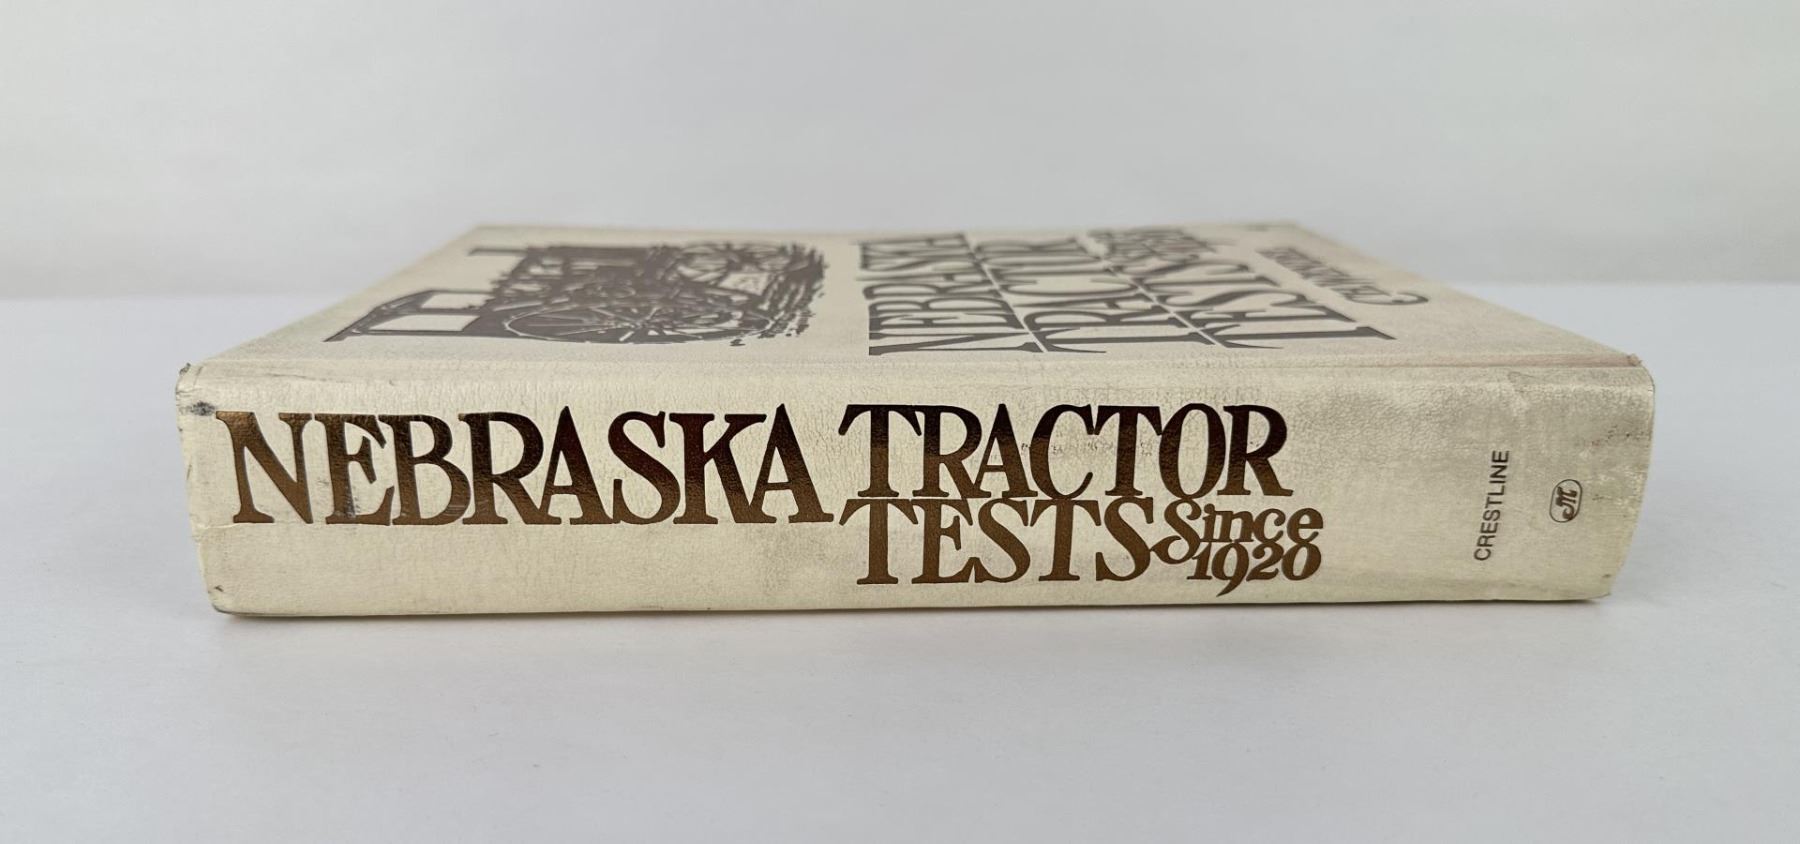 NEBRASKA TRACTOR
TESTS Since
1920
CRESTLINE
NEBRASKA
TRACTOR
TESTS